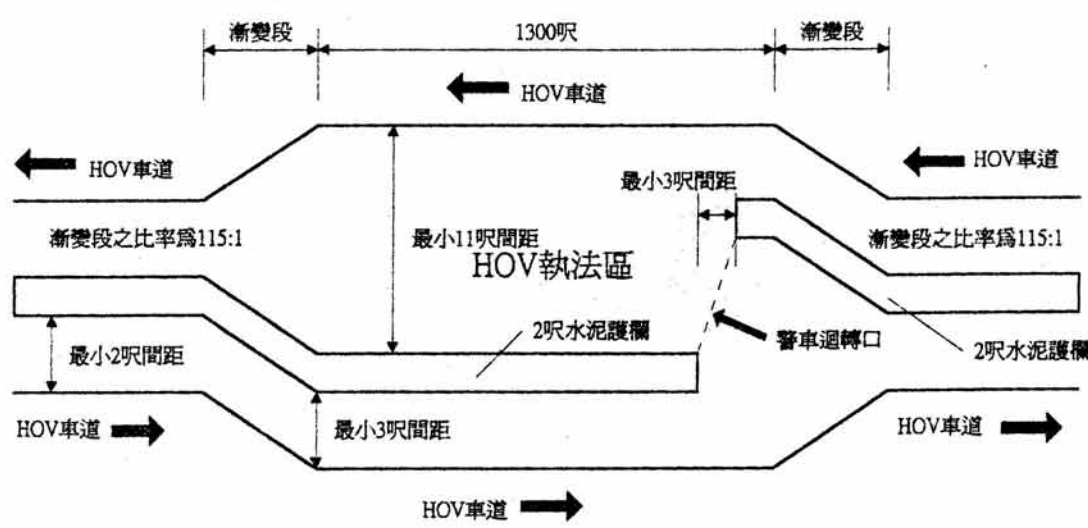 漸變段
1300呎
漸變段
HOV車道
HOV車道
HOV車道
最小3呎間距
漸變段之比率爲115:1
最小11呎間距
漸變段之比率爲115:1
HOV執法區
2呎水泥護欄
警車迴轉口
最小2呎間距
2呎水泥護欄
HOV車道
最小3呎間距
HOV車道
HOV車道